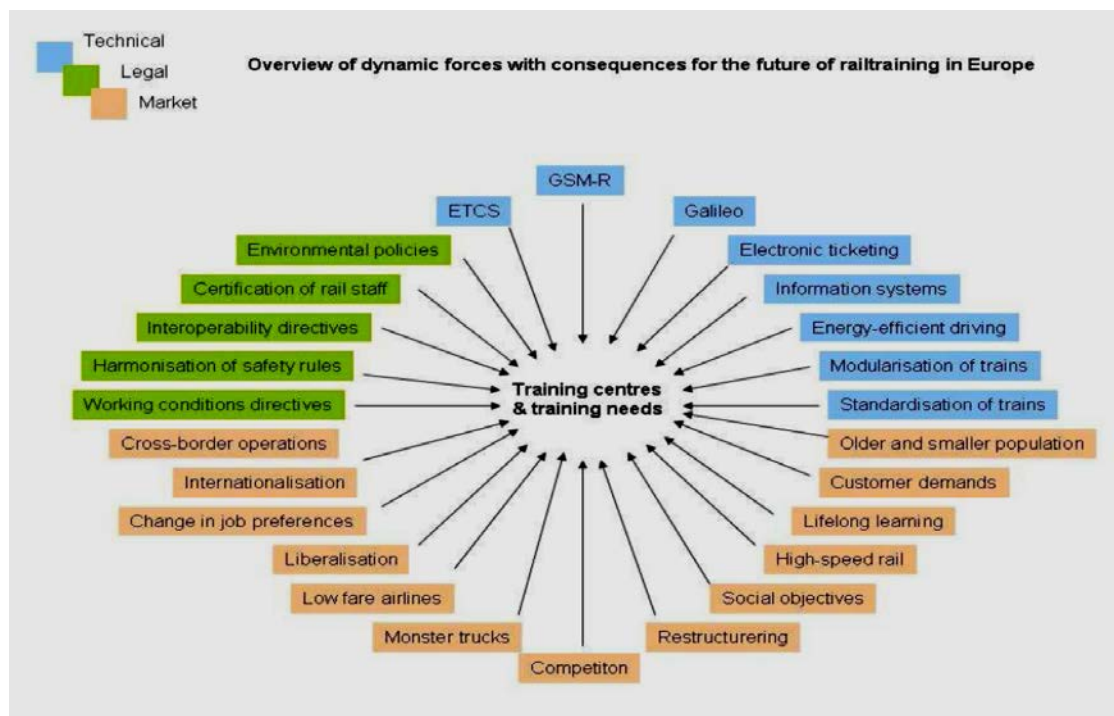 Technical
Legal
Market
Overview of dynamic forces with consequences for the future of railtraining in Europe
GSM-R
ETCS
Galileo
Environmental policies
Electronic ticketing
Certification of rail staff
Information systems
Interoperability directives
Energy-efficient driving
Harmonisation of safety rules
Modularisation of trains
Training centres
& training needs
Working conditions directives
Standardisation of trains
Cross-border operations
Older and smaller population
Internationalisation
Customer demands
Change in job preferences
Lifelong learning
Liberalisation
High-speed rail
Low fare airlines
Social objectives
Monster trucks
Restructurering
Competiton